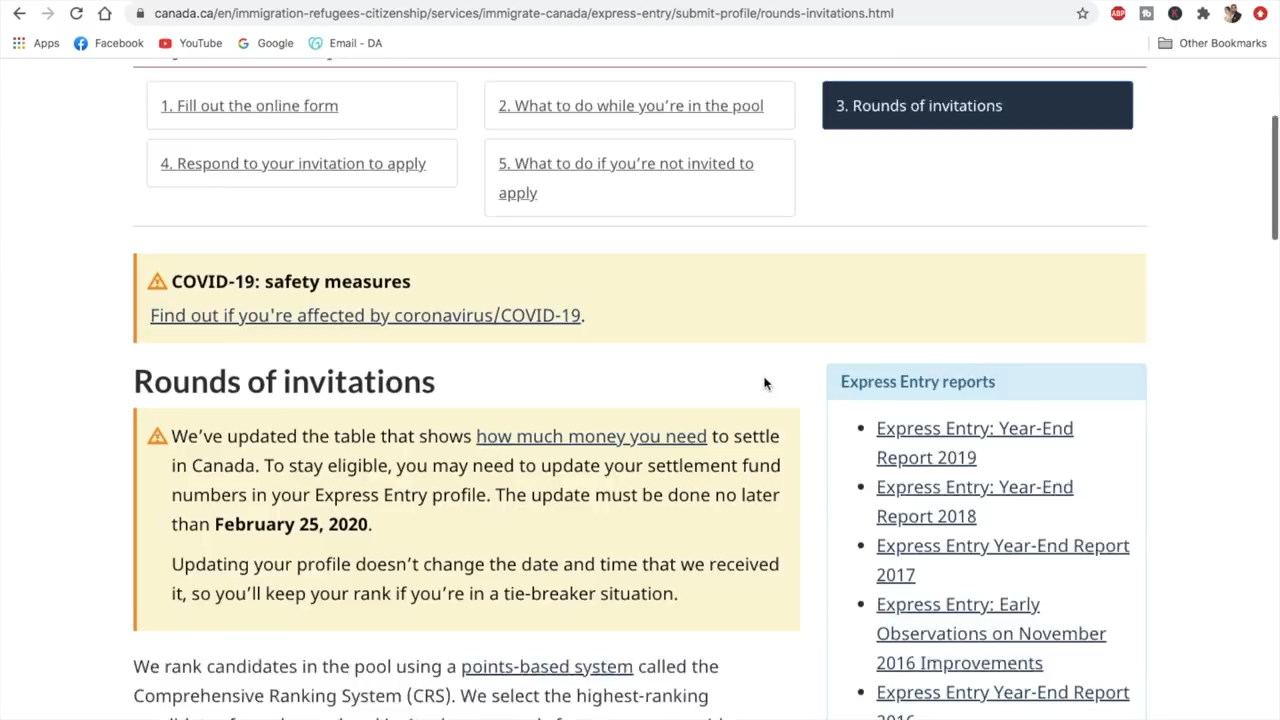 canada.ca/en/immigration-refugees-citizenship/services/immigrate-canada/express-entry/submit-profile/rounds-invitations.html
ABP
Apps Facebook YouTube Google Email - DA Other Bookmarks
1. Fill out the online form
2. What to do while you’re in the pool
3. Rounds of invitations
4. Respond to your invitation to apply
5. What to do if you’re not invited to
apply
COVID-19: safety measures
Find out if you're affected by coronavirus/COVID-19.
Rounds of invitations
We’ve updated the table that shows how much money you need to settle
in Canada. To stay eligible, you may need to update your settlement fund
numbers in your Express Entry profile. The update must be done no later
than February 25, 2020.
Updating your profile doesn’t change the date and time that we received
it, so you’ll keep your rank if you’re in a tie-breaker situation.
We rank candidates in the pool using a points-based system called the
Comprehensive Ranking System (CRS). We select the highest-ranking
Express Entry reports
Express Entry: Year-End
Report 2019
Express Entry: Year-End
Report 2018
Express Entry Year-End Report
2017
Express Entry: Early
Observations on November
2016 Improvements
Express Entry Year-End Report
2016